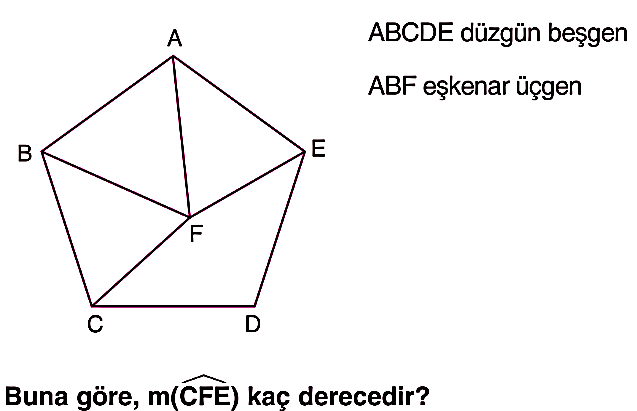 ABCDE düzgün beşgen
ABF eşkenar üçgen
A
B
E
F
C
D
Buna göre, m(CFE) kaç derecedir?